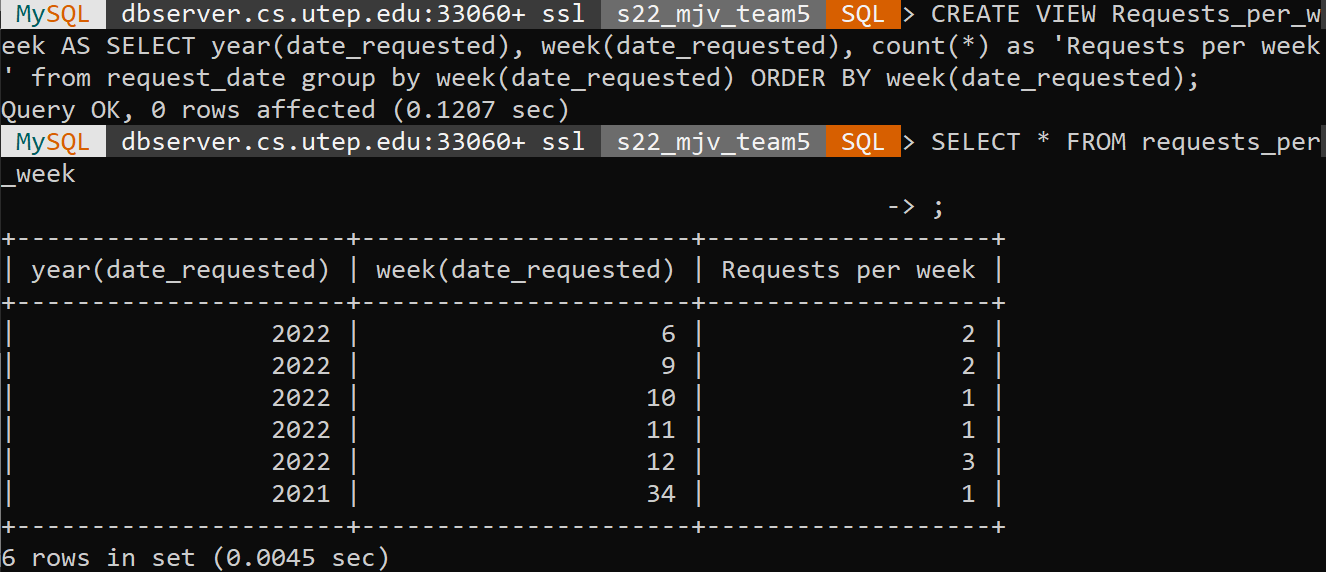 MySQL dbserver.cs.utep.edu:33060+ ssl s22_mjv_team5 SQL > CREATE VIEW Requests_per_w
eek AS SELECT year(date_requested), week(date_requested), count(*) as 'Requests per week
' from request_date group by week(date_requested) ORDER BY week(date_requested);
Query OK, 0 rows affected (0.1207 sec)
MySQL dbserver.cs.utep.edu:33060+ ssl s22_mjv_team5 SQL > SELECT * FROM requests_per
_week
-> ;
+----------------------+----------------------+-------------------+
| year(date_requested) | week(date_requested) | Requests per week |
+----------------------+----------------------+-------------------+
| 2022 | 6 | 2 |
| 2022 | 9 | 2 |
| 2022 | 10 | 1 |
| 2022 | 11 | 1 |
| 2022 | 12 | 3 |
| 2021 | 34 | 1 |
+----------------------+----------------------+-------------------+
6 rows in set (0.0045 sec)